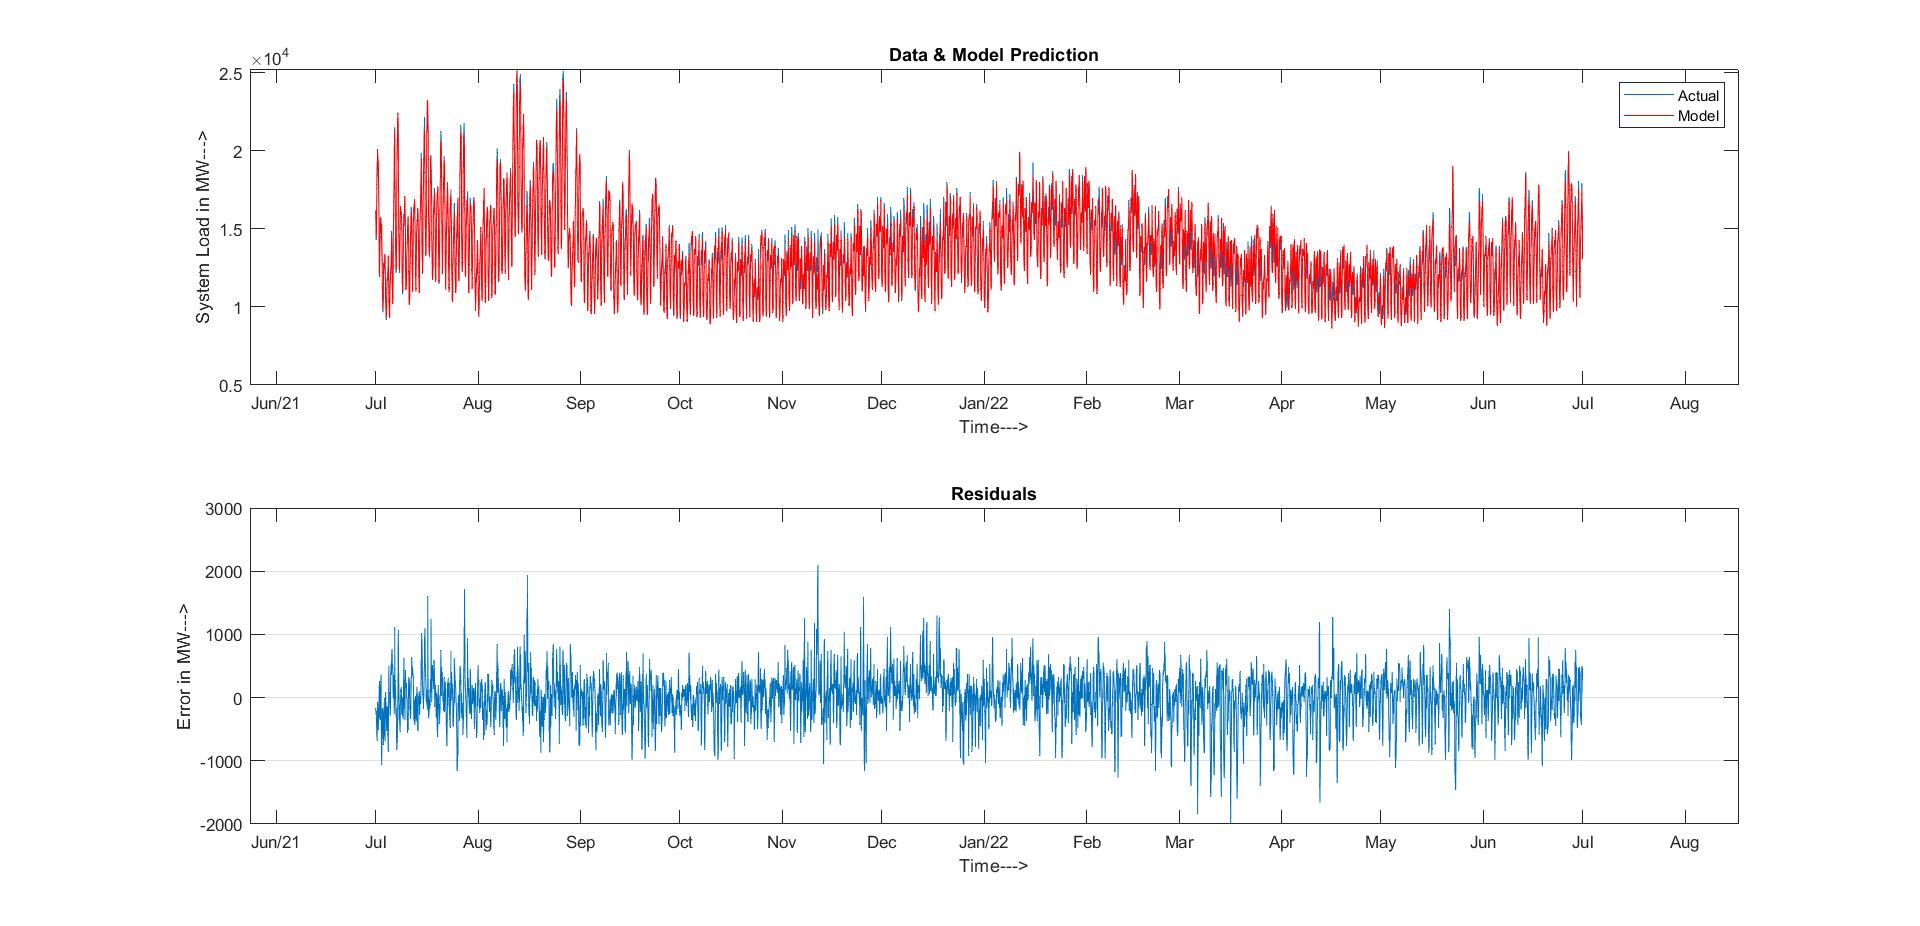 Data & Model Prediction
×10^4
2.5
2
1.5
1
0.5
System Load in MW--->
Actual
Model
Jun/21 Jul Aug Sep Oct Nov Dec Jan/22 Feb Mar Apr May Jun Jul Aug
Time--->
Residuals
3000
2000
1000
0
-1000
-2000
Error in MW--->
Jun/21 Jul Aug Sep Oct Nov Dec Jan/22 Feb Mar Apr May Jun Jul Aug
Time--->